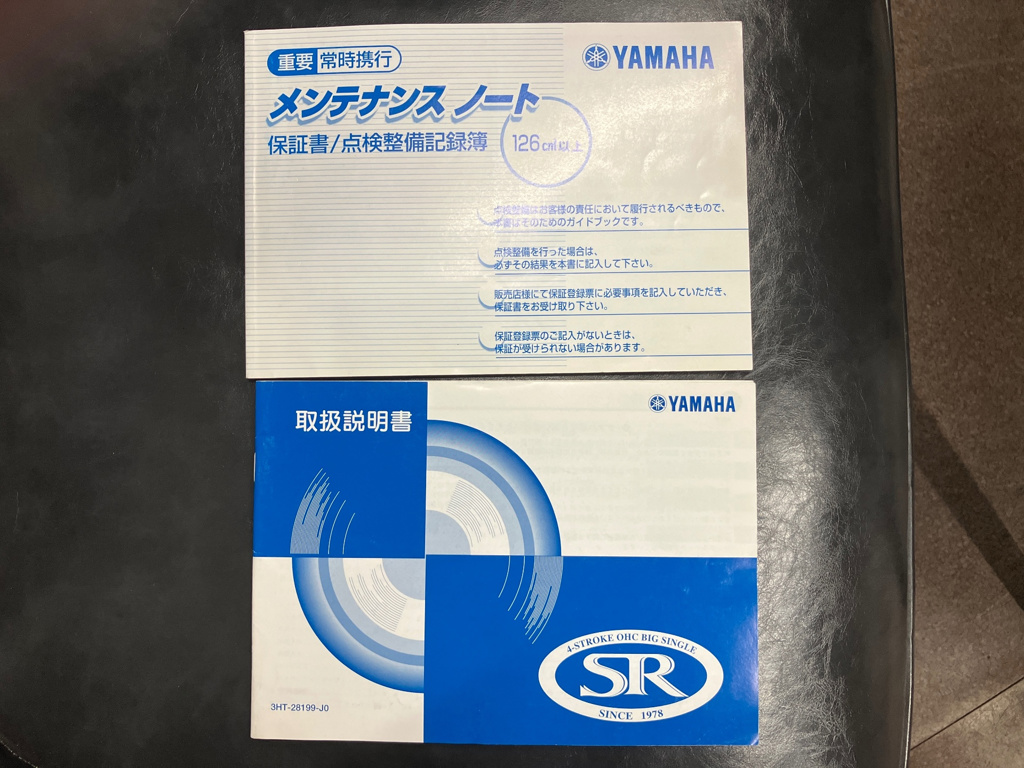 重要 常時携行
YAMAHA
メンテナンス ノート
保証書/点検整備記録簿
126cm³以上
点検整備はお客様の責任において履行されるべきもので、
本書はそのためのガイドブックです。
点検整備を行った場合は、
必ずその結果を本書に記入して下さい。
販売店様にて保証登録票に必要事項を記入していただき、
保証書をお受け取り下さい。
保証登録票のご記入がないときは、
保証が受けられない場合があります。
取扱説明書
YAMAHA
4-STROKE OHC BIG SINGLE
SR
SINCE 1978
3HT-28199-J0